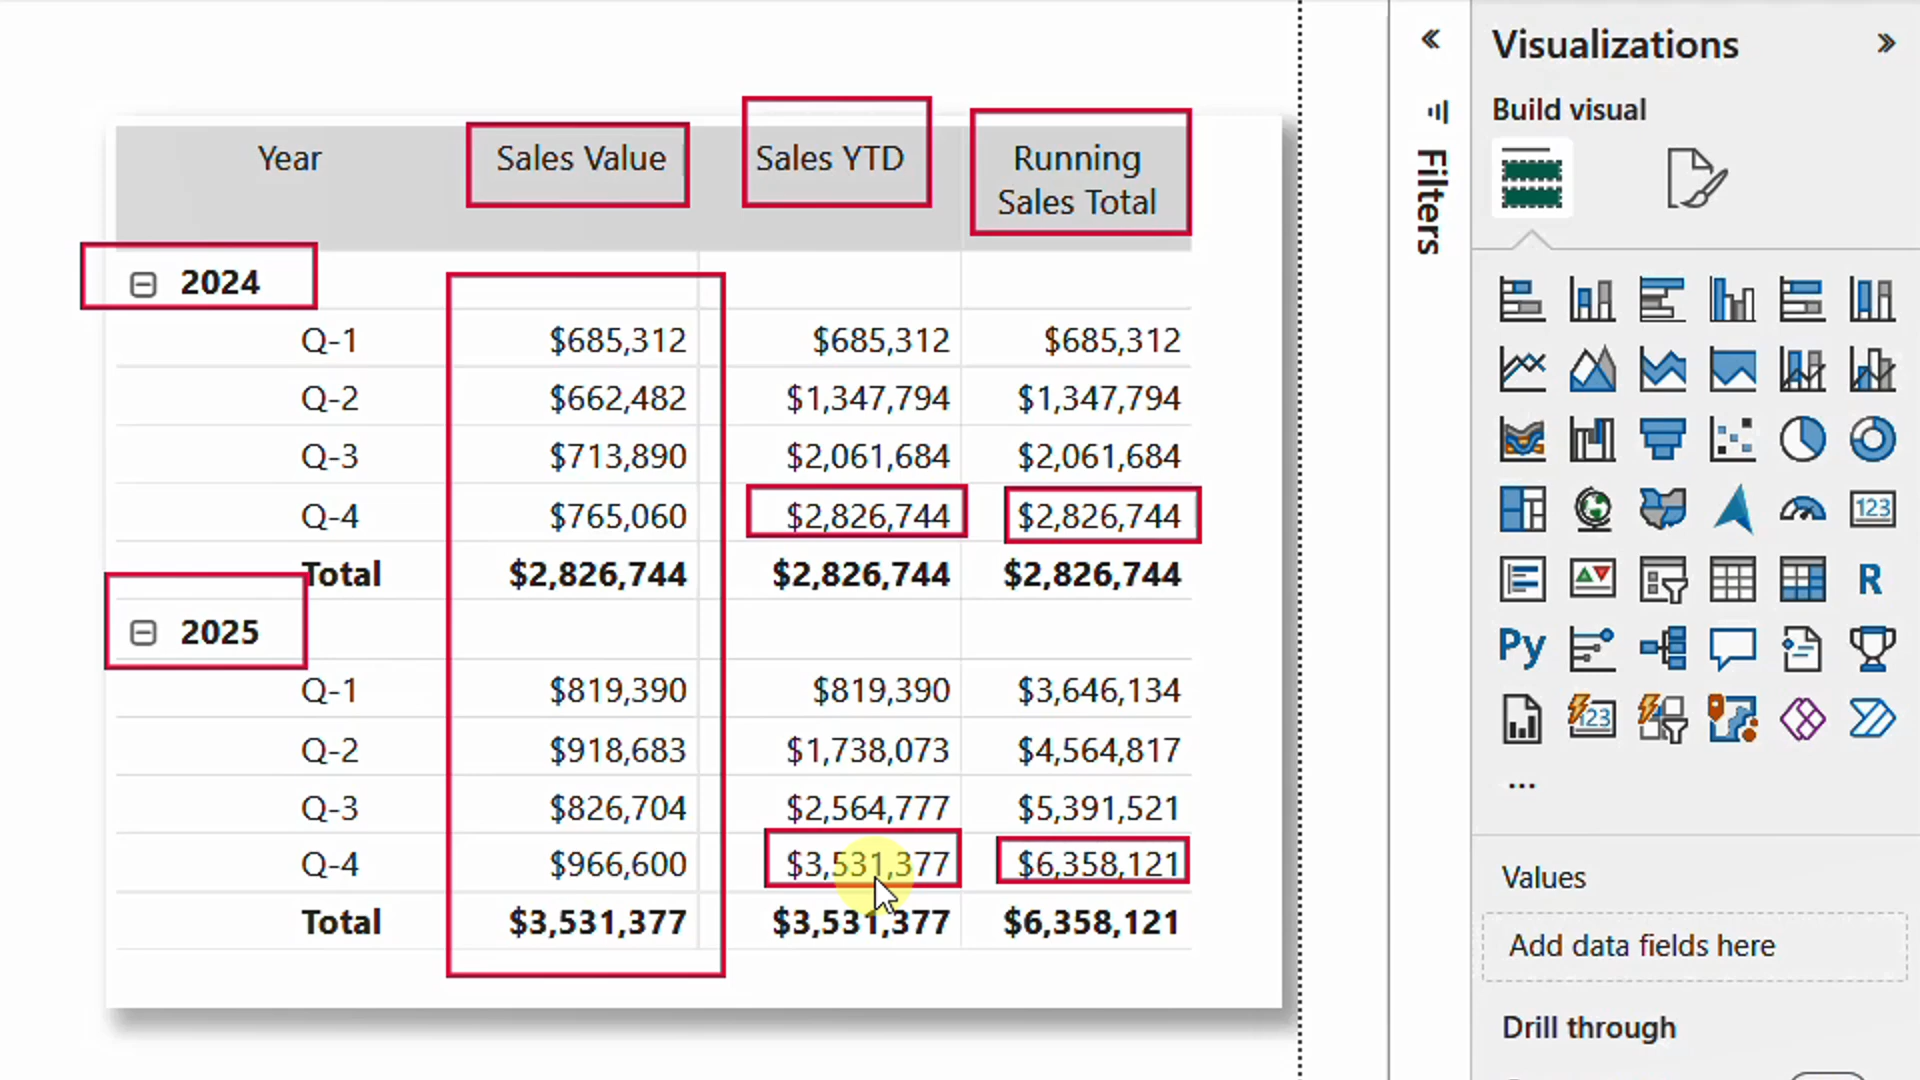 Visualizations
Build visual
Filters
Year Sales Value Sales YTD Running
Sales Total
2024
Q-1 $685,312 $685,312 $685,312
Q-2 $662,482 $1,347,794 $1,347,794
Q-3 $713,890 $2,061,684 $2,061,684
Q-4 $765,060 $2,826,744 $2,826,744
Total $2,826,744 $2,826,744 $2,826,744
2025
Q-1 $819,390 $819,390 $3,646,134
Q-2 $918,683 $1,738,073 $4,564,817
Q-3 $826,704 $2,564,777 $5,391,521
Q-4 $966,600 $3,531,377 $6,358,121
Total $3,531,377 $3,531,377 $6,358,121
123
R
Py
123
...
Values
Add data fields here
Drill through